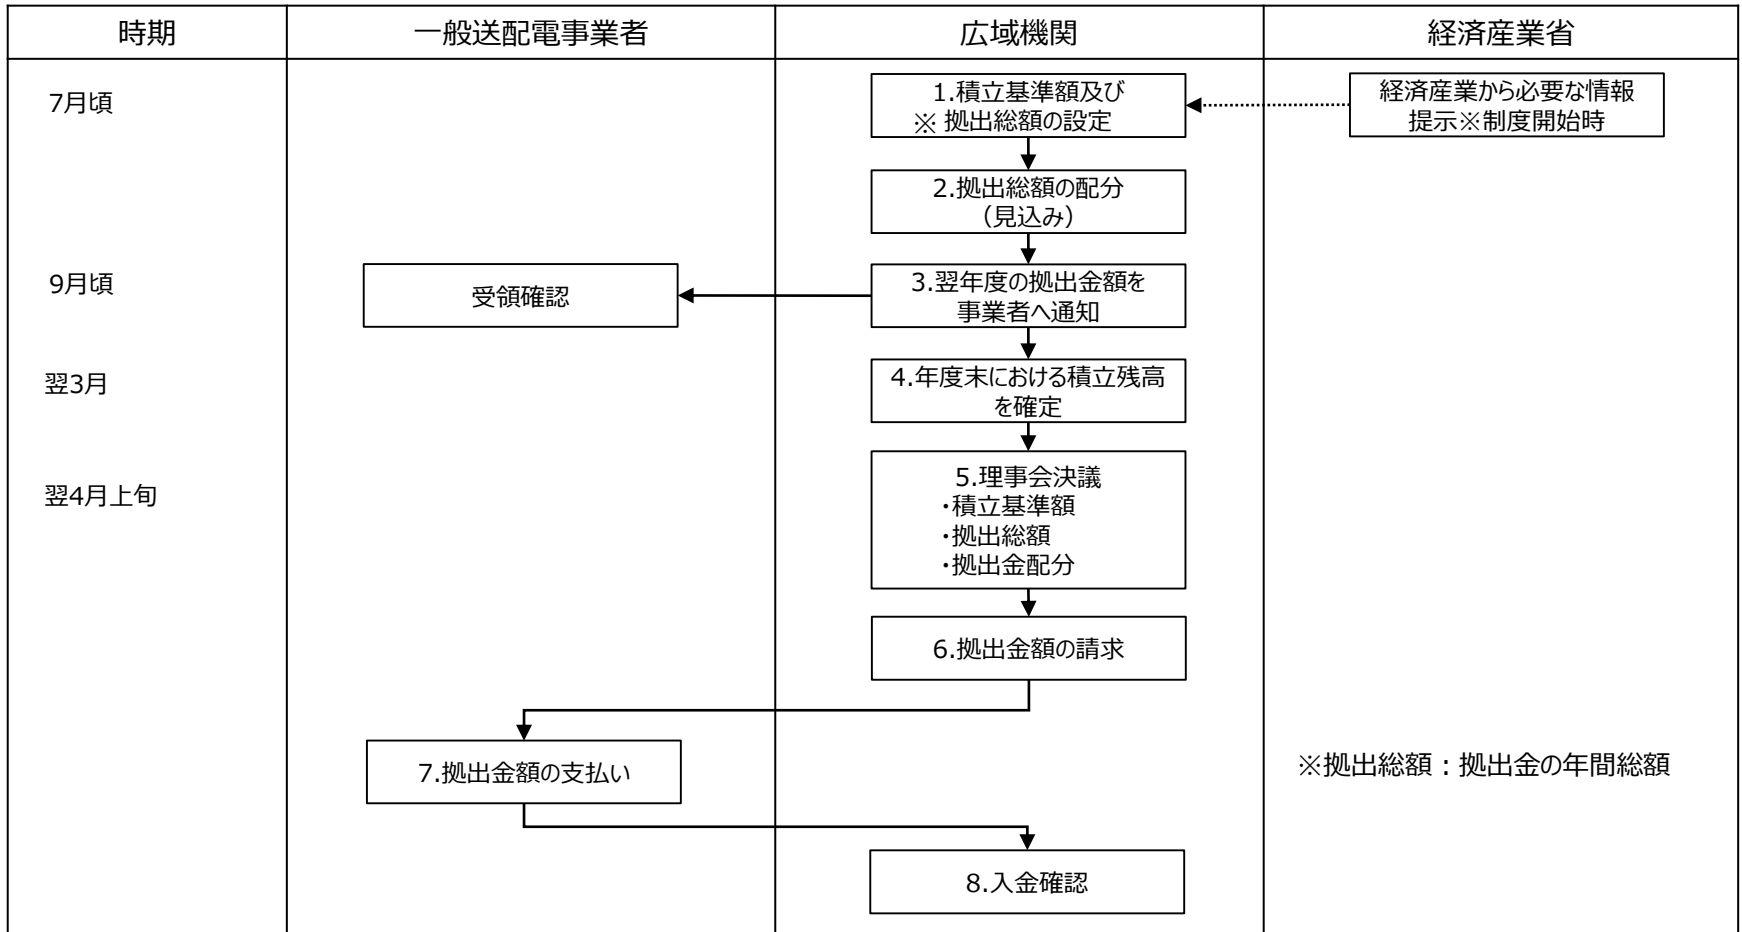 時期
一般送配電事業者
広域機関
経済産業省
7月頃
1.積立基準額及び
※ 拠出総額の設定
経済産業から必要な情報
提示※制度開始時
2.拠出総額の配分
（見込み）
9月頃
受領確認
3.翌年度の拠出金額を
事業者へ通知
翌3月
4.年度末における積立残高
を確定
翌4月上旬
5.理事会決議
・積立基準額
・拠出総額
・拠出金配分
6.拠出金額の請求
7.拠出金額の支払い
※拠出総額：拠出金の年間総額
8.入金確認